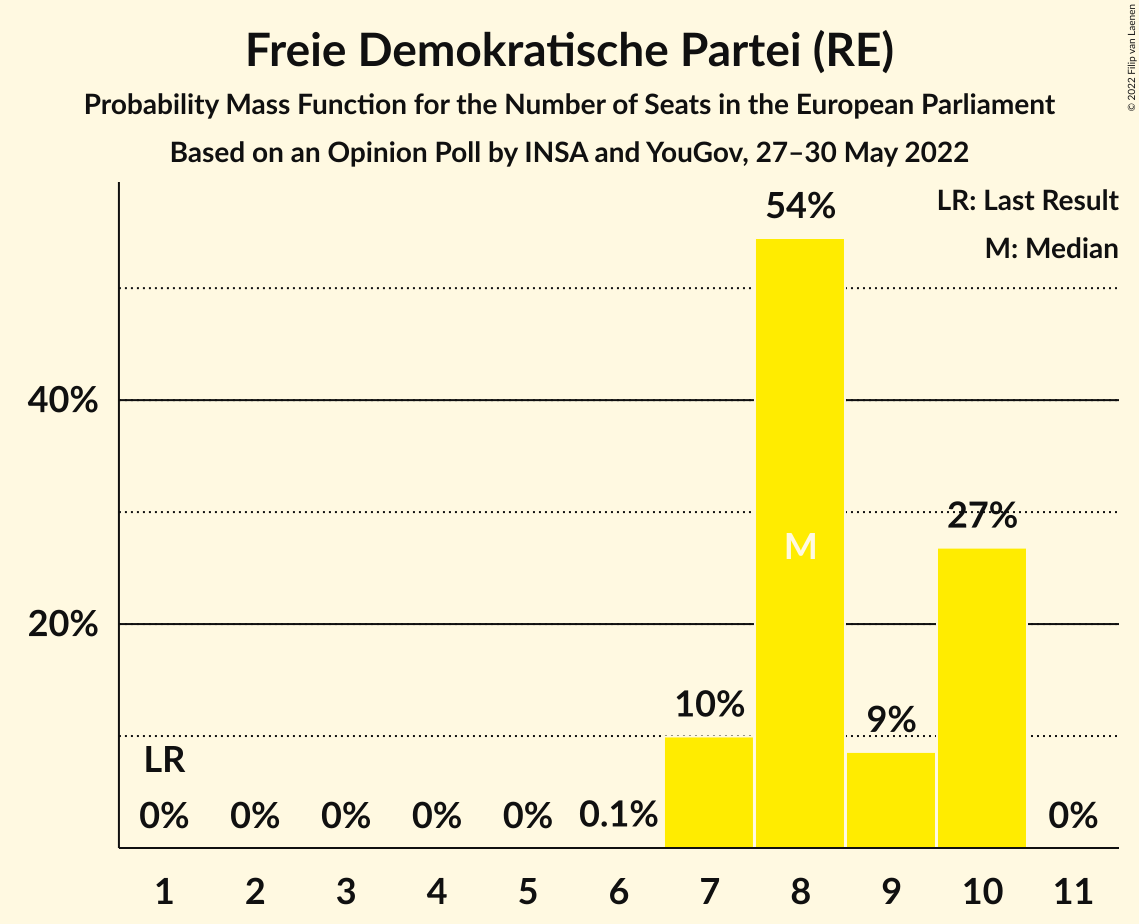 Freie Demokratische Partei (RE)
Probability Mass Function for the Number of Seats in the European Parliament
Based on an Opinion Poll by INSA and YouGov, 27–30 May 2022
© 2022 Filip van Laenen
LR: Last Result
M: Median
54%
40%
27%
M
20%
10%
9%
LR
0%
0%
0%
0%
0%
0.1%
0%
1 2 3 4 5 6 7 8 9 10 11